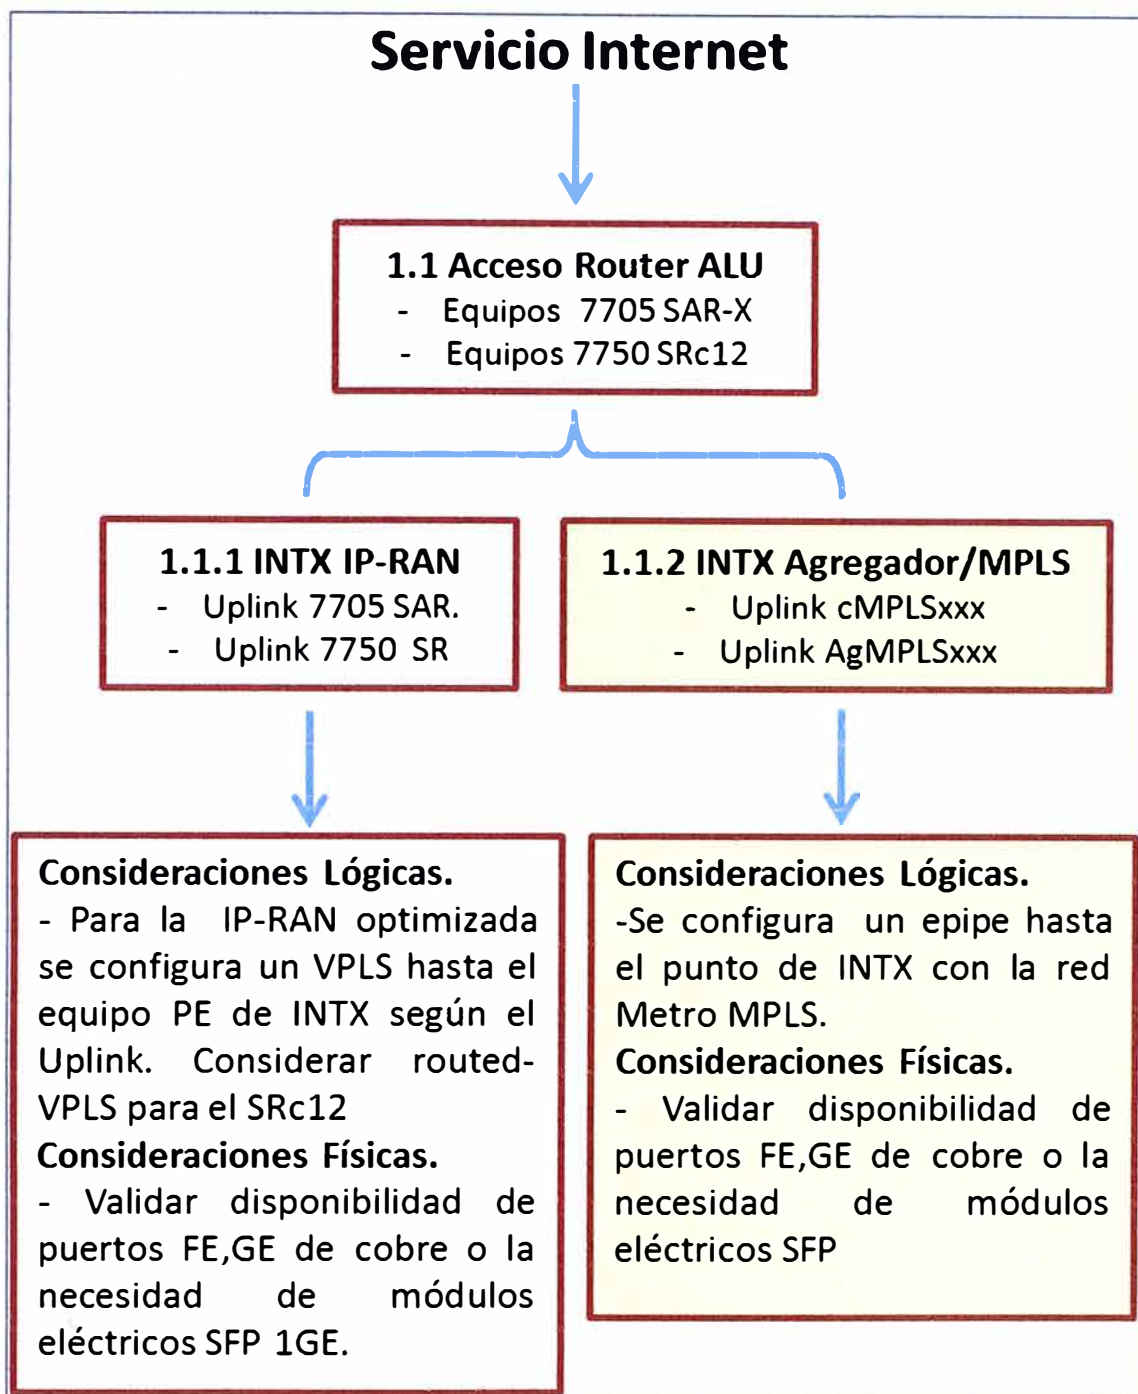 Servicio Internet
1.1 Acceso Router ALU
- Equipos 7705 SAR-X
- Equipos 7750 SRc12
1.1.1 INTX IP-RAN
- Uplink 7705 SAR.
- Uplink 7750 SR
1.1.2 INTX Agregador/MPLS
- Uplink cMPLSxxx
- Uplink AgMPLSxxx
Consideraciones Lógicas.
- Para la IP-RAN optimizada
se configura un VPLS hasta el
equipo PE de INTX según el
Uplink. Considerar routed-
VPLS para el SRc12
Consideraciones Físicas.
- Validar disponibilidad de
puertos FE,GE de cobre o la
necesidad de módulos
eléctricos SFP 1GE.
Consideraciones Lógicas.
-Se configura un epipe hasta
el punto de INTX con la red
Metro MPLS.
Consideraciones Físicas.
- Validar disponibilidad de
puertos FE,GE de cobre o la
necesidad de módulos
eléctricos SFP